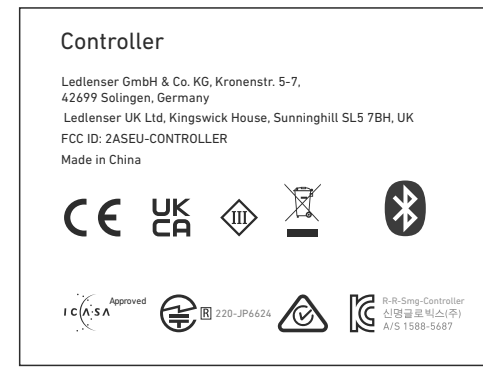 Controller
Ledlenser GmbH & Co. KG, Kronenstr. 5-7,
42699 Solingen, Germany
Ledlenser UK Ltd, Kingswick House, Sunninghill SL5 7BH, UK
FCC ID: 2ASEU-CONTROLLER
Made in China
CE UK CA III
ICASA Approved
R 220-JP6624
R-R-Smg-Controller
신명글로빅스(주)
A/S 1588-5687